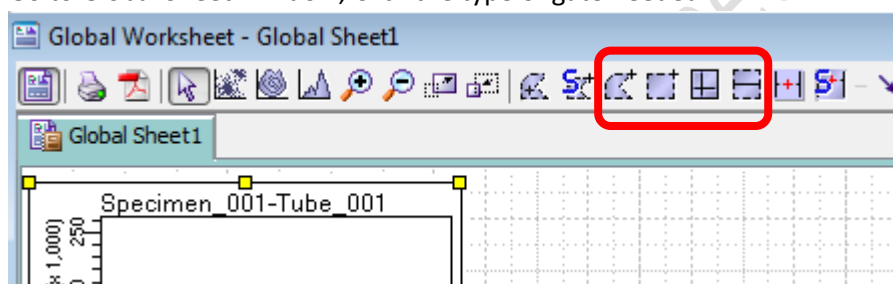 Global Worksheet - Global Sheet1
Global Sheet1
Specimen_001-Tube_001
250
x 1,000)